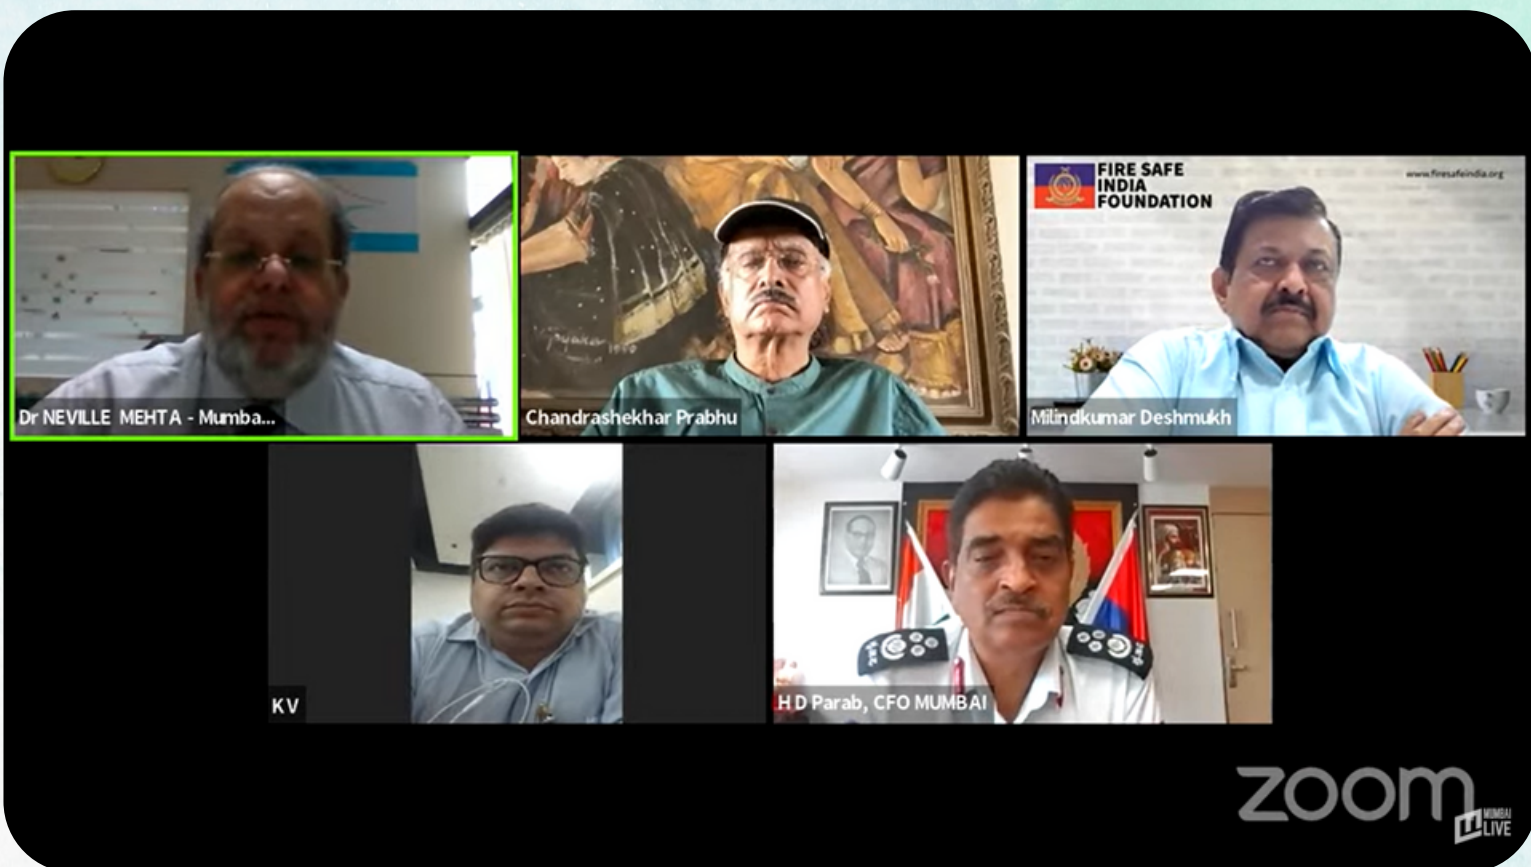 FIRE SAFE
INDIA
FOUNDATION
www.firesafeindia.org
Dr NEVILLE MEHTA - Mumba...
Chandrashekhar Prabhu
Milindkumar Deshmukh
KV
H D Parab, CFO MUMBAI
zoom
MUMBAI
LIVE